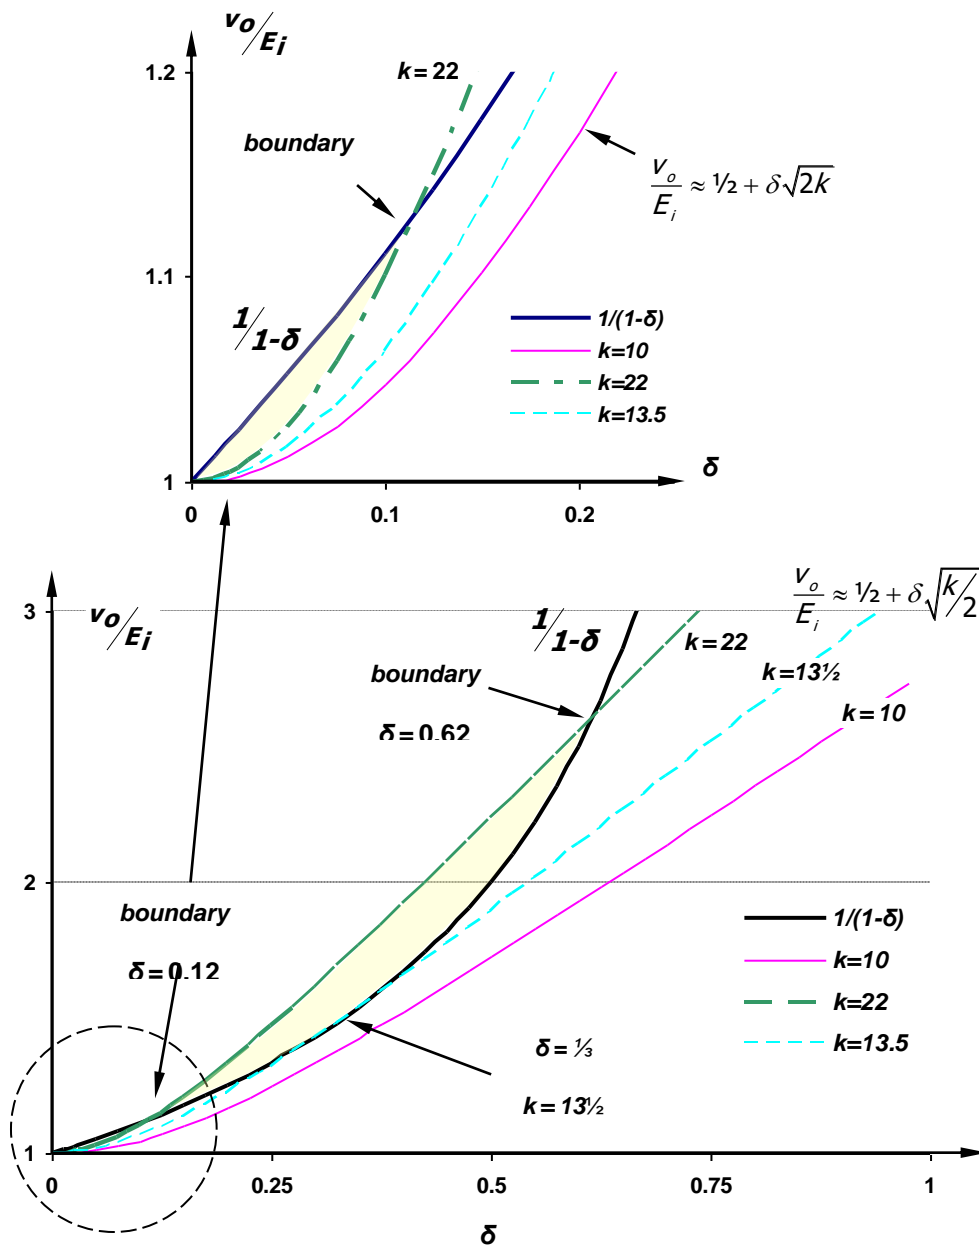 vo/Ei
1.2
k = 22
boundary
vo/Ei ≈ ½ + δ√2k
1.1
1/1-δ
1/(1-δ)
k=10
k=22
k=13.5
1
δ
0
0.1
0.2
vo/Ei ≈ ½ + δ√k/2
3
vo/Ei
1/1-δ
k = 22
boundary
k = 13½
δ = 0.62
k = 10
2
boundary
1/(1-δ)
δ = 0.12
k=10
k=22
δ = ⅓
k=13.5
k = 13½
1
0
0.25
0.5
0.75
1
δ